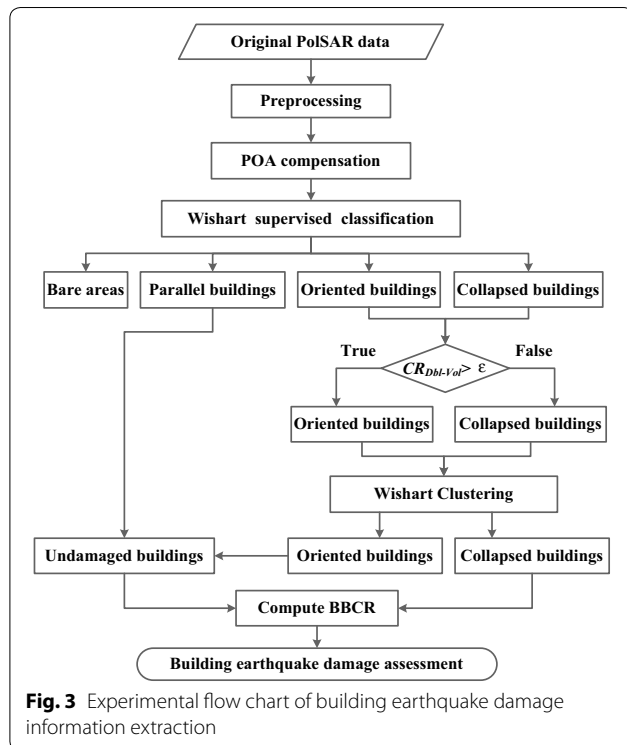 Original PolSAR data
Preprocessing
POA compensation
Wishart supervised classification
Bare areas
Parallel buildings
Oriented buildings
Collapsed buildings
True
False
CR_Dbl-Vol > ε
Oriented buildings
Collapsed buildings
Wishart Clustering
Undamaged buildings
Oriented buildings
Collapsed buildings
Compute BBCR
Building earthquake damage assessment
Fig. 3 Experimental flow chart of building earthquake damage
information extraction